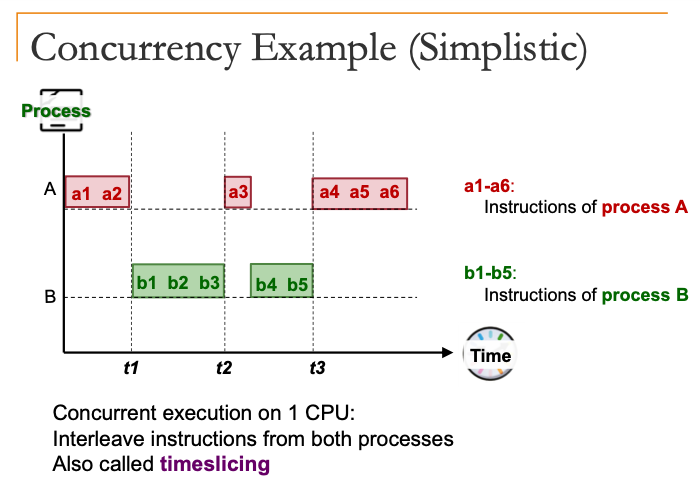 Concurrency Example (Simplistic)
Process
A
a1 a2
a3
a4 a5 a6
a1-a6:
Instructions of process A
B
b1 b2 b3
b4 b5
b1-b5:
Instructions of process B
t1
t2
t3
Time
Concurrent execution on 1 CPU:
Interleave instructions from both processes
Also called timeslicing